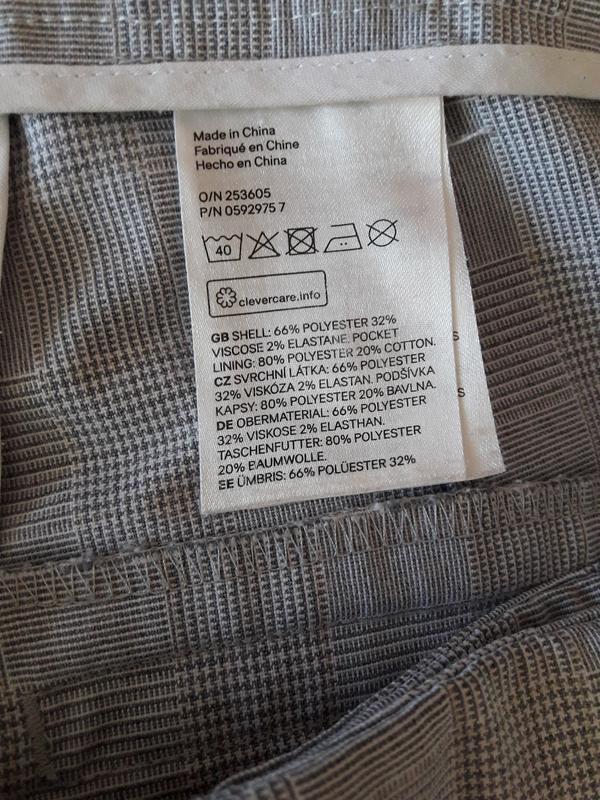 Made in China
Fabriqué en Chine
Hecho en China
O/N 253605
P/N 0592975 7
40
clevercare.info
GB SHELL: 66% POLYESTER 32%
VISCOSE 2% ELASTANE. POCKET
LINING: 80% POLYESTER 20% COTTON.
CZ SVRCHNÍ LÁTKA: 66% POLYESTER
32% VISKÓZA 2% ELASTAN. PODŠÍVKA
KAPSY: 80% POLYESTER 20% BAVLNA.
DE OBERMATERIAL: 66% POLYESTER
32% VISKOSE 2% ELASTHAN.
TASCHENFUTTER: 80% POLYESTER
20% BAUMWOLLE.
EE ÜMBRIS: 66% POLÜESTER 32%
S
S